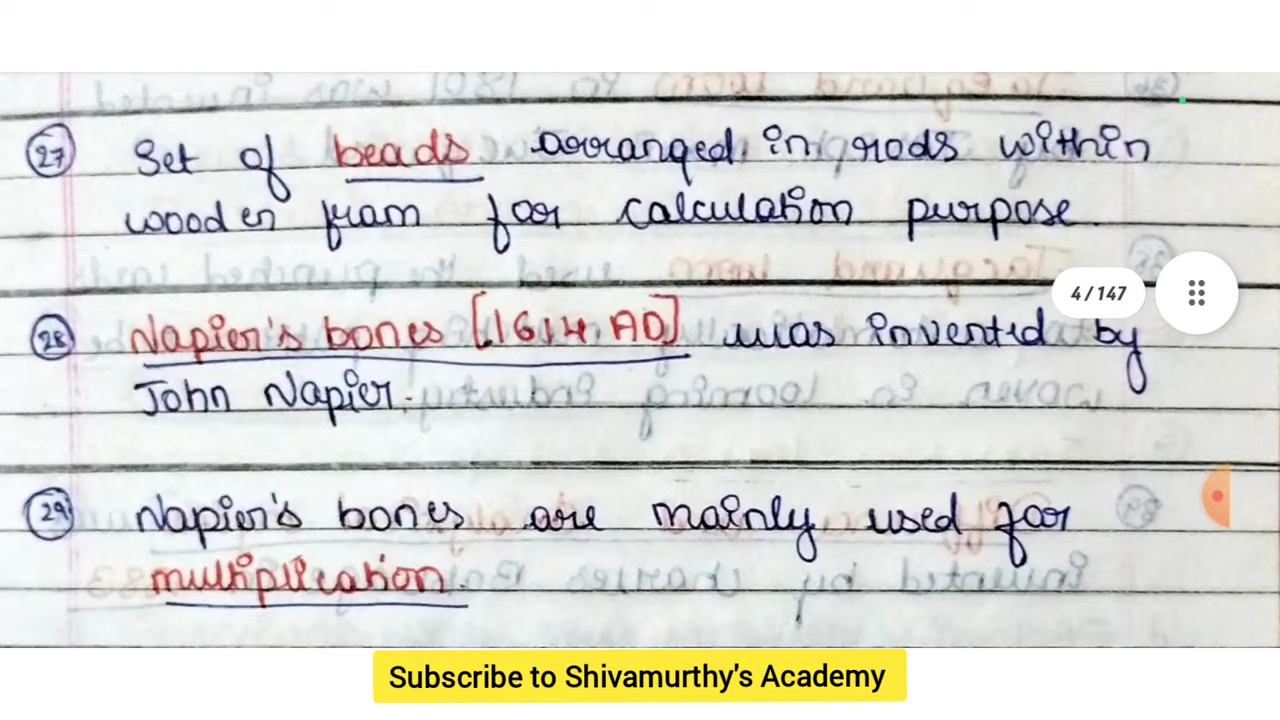 27 Set of beads arranged in rods within
wooden fram for calculation purpose.
4 / 147
28 Napier's bones [1614 AD] was invented by
John Napier.
29 Napier's bones are mainly used for
multiplication.
Subscribe to Shivamurthy's Academy